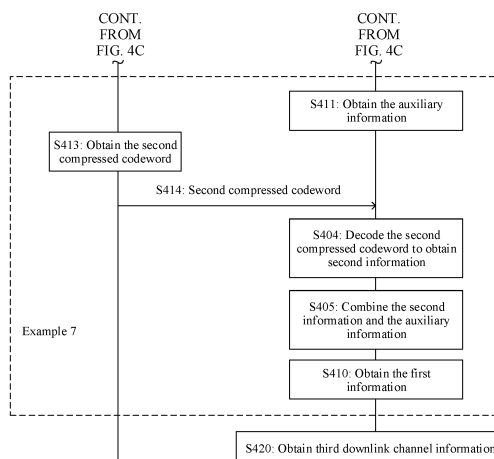 CONT.
FROM
FIG. 4C
CONT.
FROM
FIG. 4C
S411: Obtain the auxiliary
information
S413: Obtain the second
compressed codeword
S414: Second compressed codeword
S404: Decode the second
compressed codeword to obtain
second information
S405: Combine the second
information and the auxiliary
information
Example 7
S410: Obtain the first
information
S420: Obtain third downlink channel information